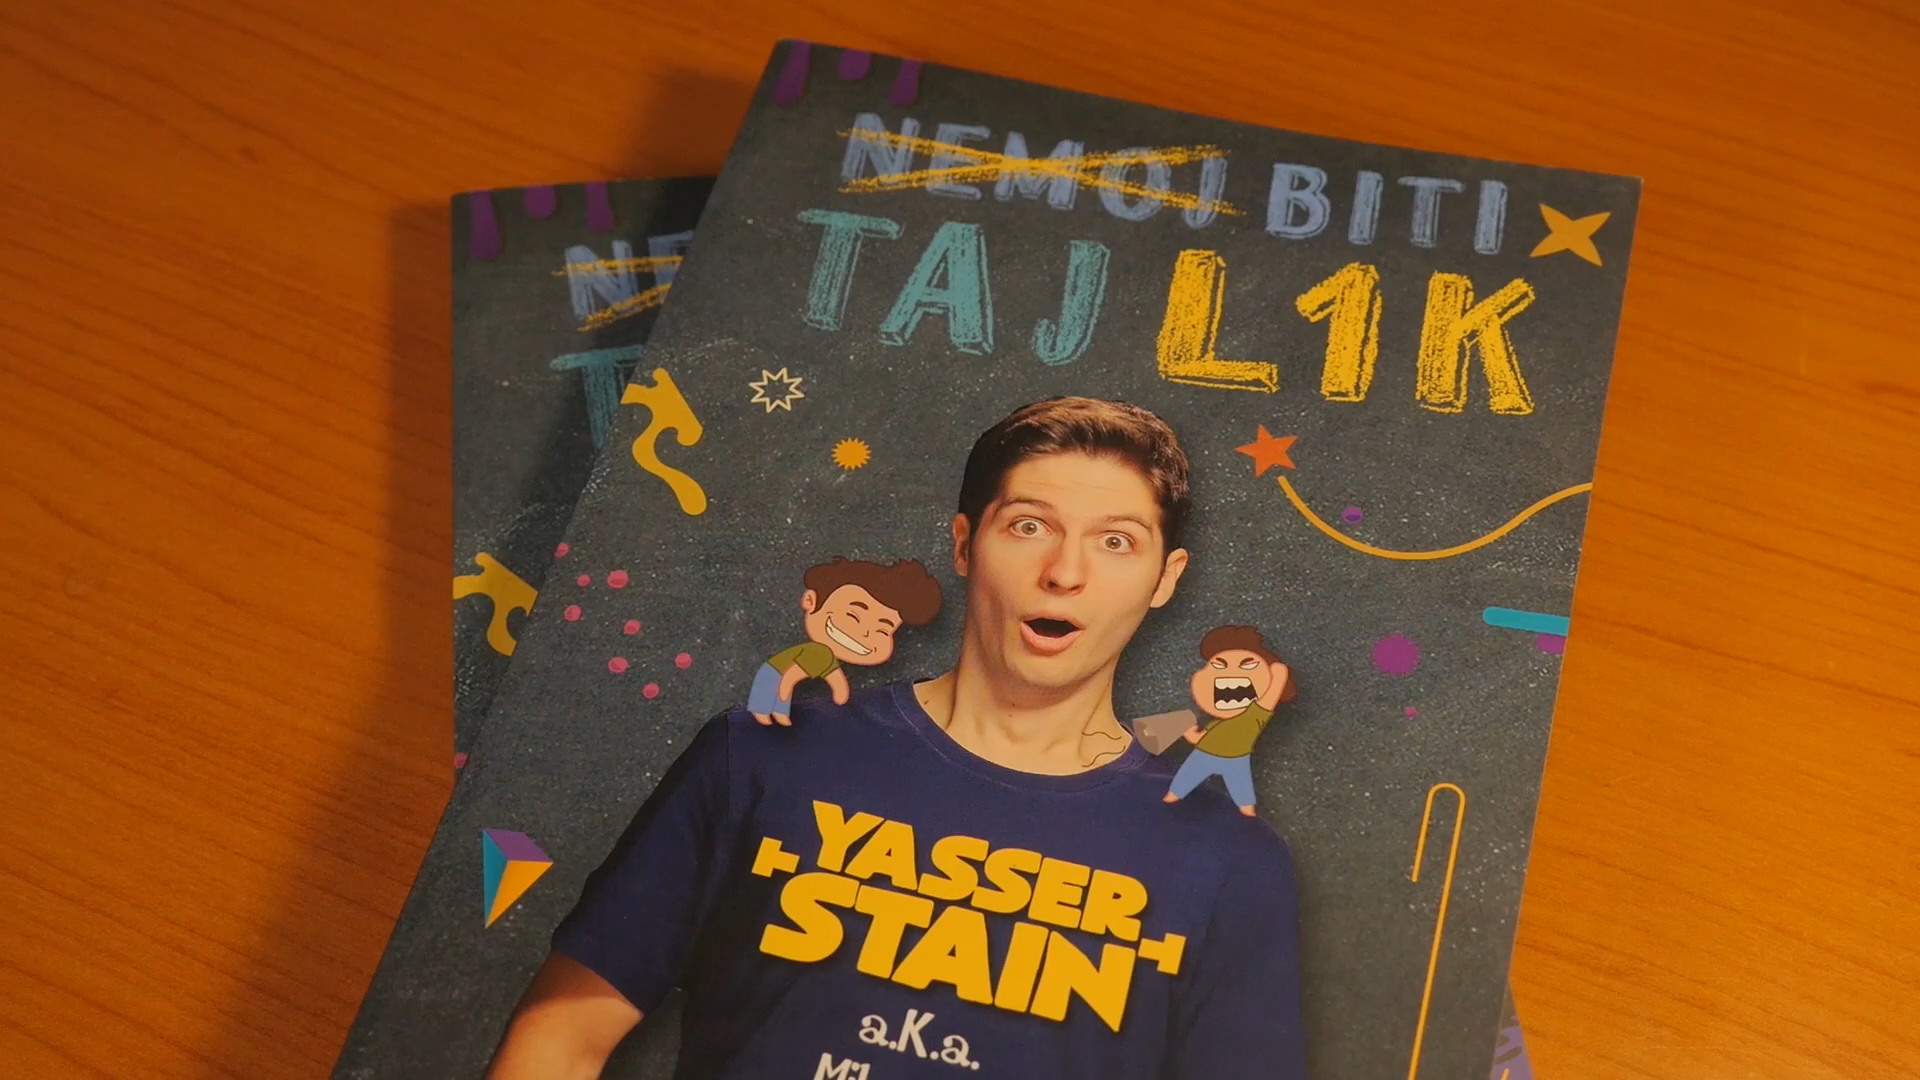 NEMOJ BITI
TAJ L1K
YASSER
STAIN
a.K.a.